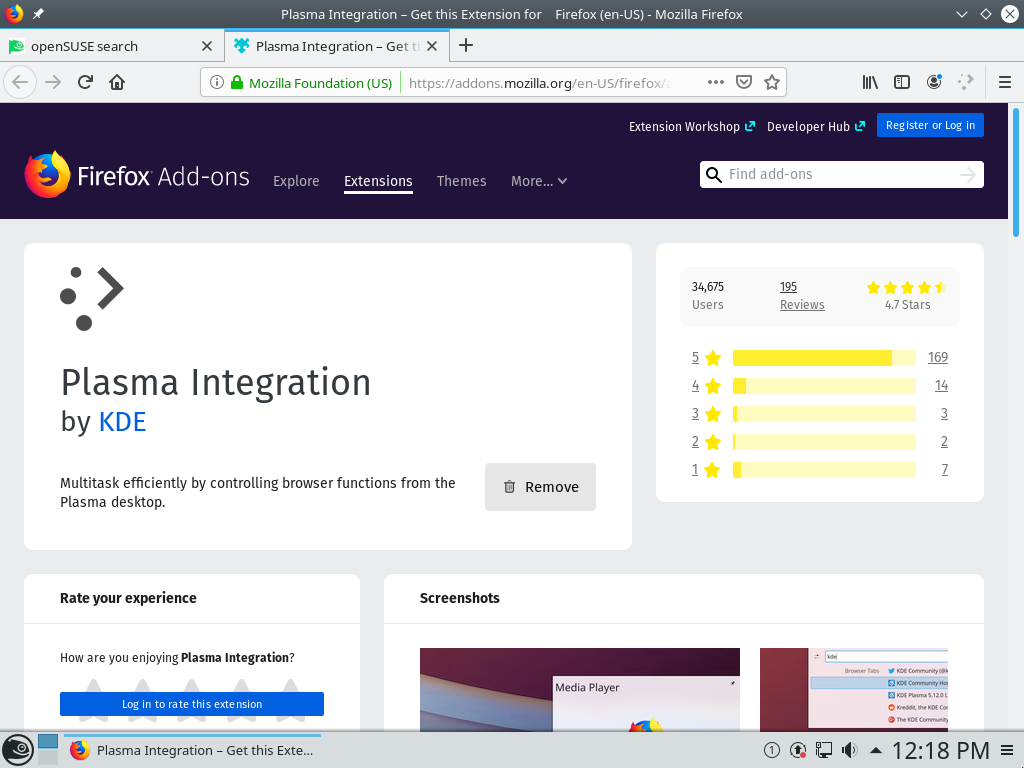 Plasma Integration – Get this Extension for    Firefox (en-US) - Mozilla Firefox
openSUSE search
Plasma Integration – Get t
Mozilla Foundation (US)
https://addons.mozilla.org/en-US/firefox/a
Extension Workshop
Developer Hub
Register or Log in
Firefox Add-ons
Explore
Extensions
Themes
More...
Find add-ons
Plasma Integration
by KDE
Multitask efficiently by controlling browser functions from the
Plasma desktop.
Remove
34,675
Users
195
Reviews
4.7 Stars
5 169
4 14
3 3
2 2
1 7
Rate your experience
How are you enjoying Plasma Integration?
Log in to rate this extension
Screenshots
Media Player
kde
Browser Tabs
KDE Community (@k
KDE Community Ho
KDE Plasma 5.12.0 L
Kreddit, the KDE Co
The KDE Community
Plasma Integration – Get this Exte...
1
12:18 PM